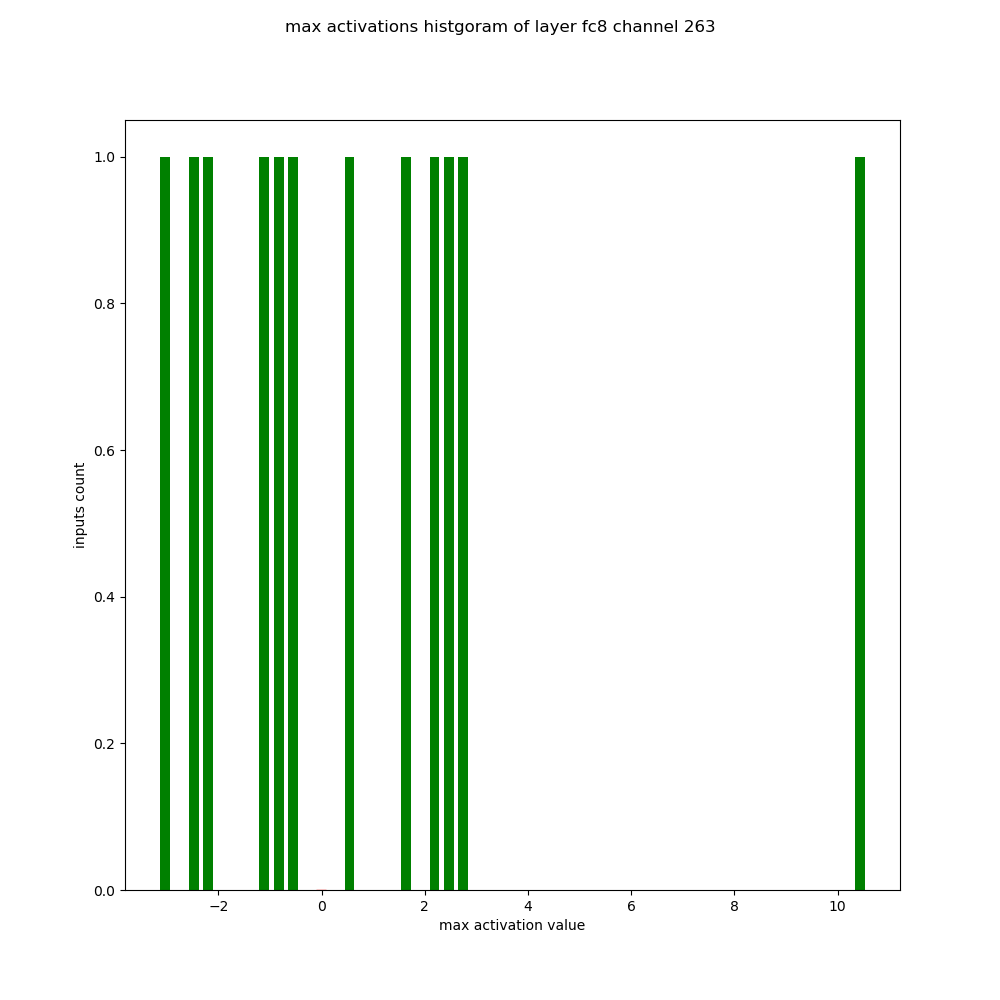 max activations histgoram of layer fc8 channel 263
1.0
0.8
0.6
0.4
0.2
0.0
inputs count
−2 0 2 4 6 8 10
max activation value